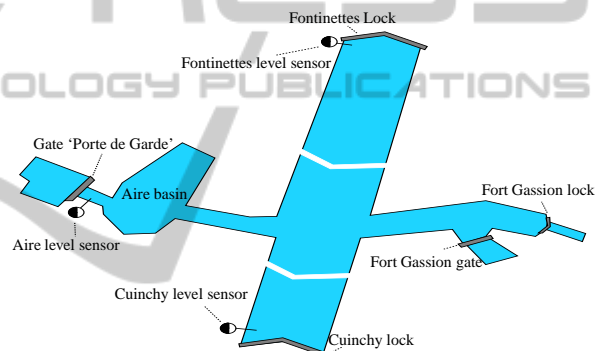 Fontinettes Lock
Fontinettes level sensor
OLOGY PUBLICATIONS
Gate ‘Porte de Garde’
Aire basin
Fort Gassion lock
Aire level sensor
Fort Gassion gate
Cuinchy level sensor
Cuinchy lock